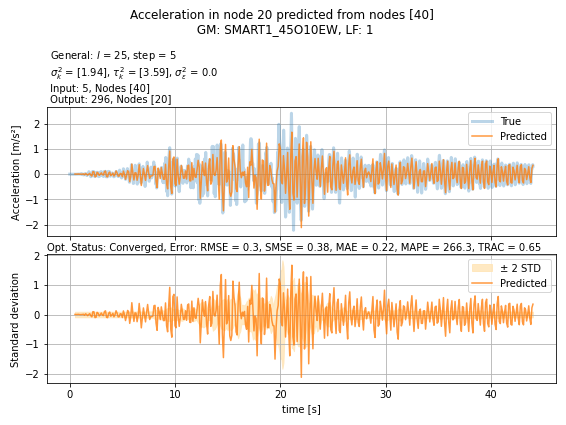 Acceleration in node 20 predicted from nodes [40]
GM: SMART1_45O10EW, LF: 1
General: l = 25, step = 5
σ²ₖ = [1.94], τ²ₖ = [3.59], σ²ₑ = 0.0
Input: 5, Nodes [40]
Output: 296, Nodes [20]
Acceleration [m/s²]
2
1
0
−1
−2
True
Predicted
Opt. Status: Converged, Error: RMSE = 0.3, SMSE = 0.38, MAE = 0.22, MAPE = 266.3, TRAC = 0.65
Standard deviation
2
1
0
−1
−2
± 2 STD
Predicted
0
10
20
30
40
time [s]